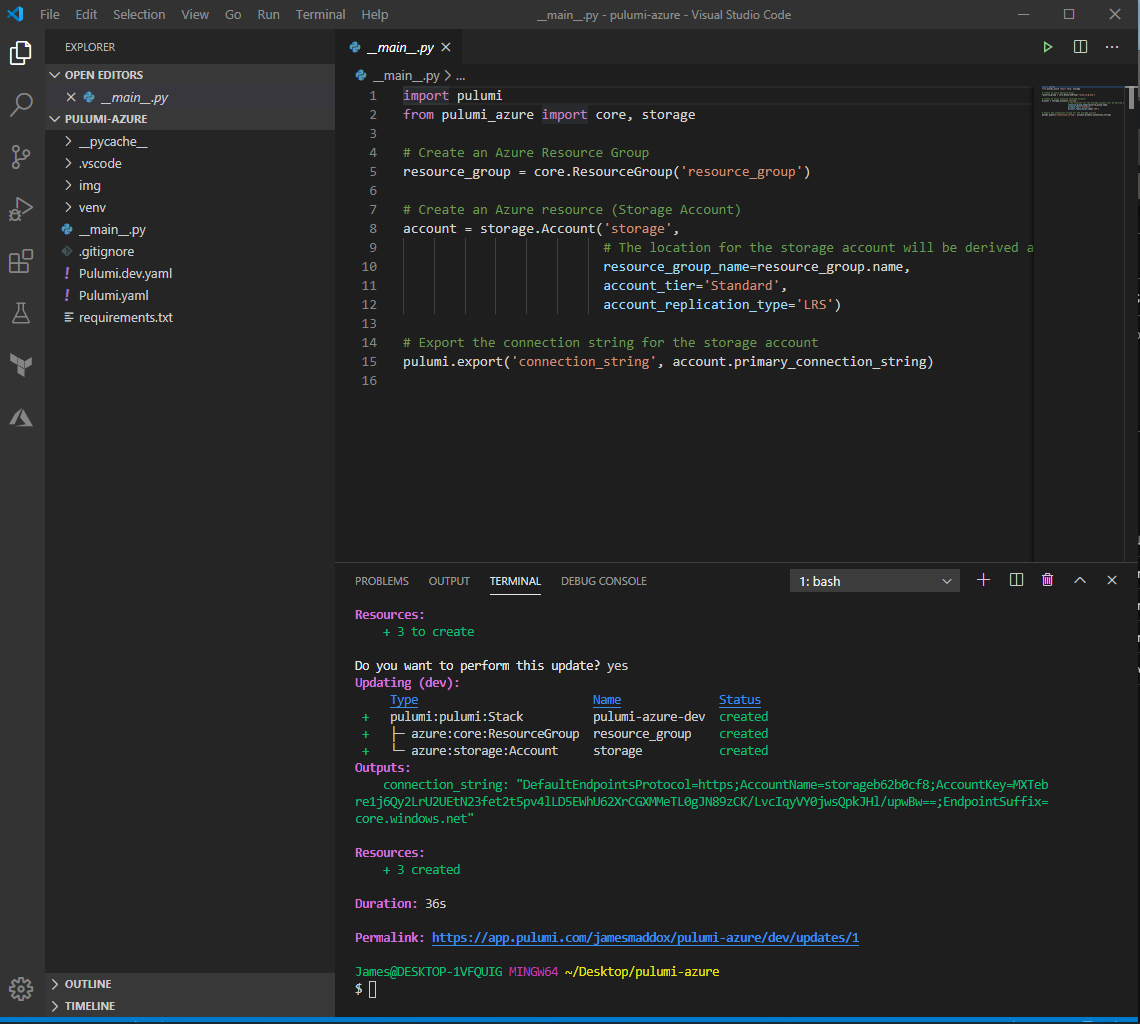 File Edit Selection View Go Run Terminal Help __main__.py - pulumi-azure - Visual Studio Code
EXPLORER
OPEN EDITORS
__main__.py
PULUMI-AZURE
__pycache__
.vscode
img
venv
__main__.py
.gitignore
Pulumi.dev.yaml
Pulumi.yaml
requirements.txt
OUTLINE
TIMELINE
__main__.py
__main__.py > ...
1 import pulumi
2 from pulumi_azure import core, storage
3
4 # Create an Azure Resource Group
5 resource_group = core.ResourceGroup('resource_group')
6
7 # Create an Azure resource (Storage Account)
8 account = storage.Account('storage',
9 # The location for the storage account will be derived a
10 resource_group_name=resource_group.name,
11 account_tier='Standard',
12 account_replication_type='LRS')
13
14 # Export the connection string for the storage account
15 pulumi.export('connection_string', account.primary_connection_string)
16
PROBLEMS OUTPUT TERMINAL DEBUG CONSOLE 1: bash
Resources:
+ 3 to create
Do you want to perform this update? yes
Updating (dev):
Type Name Status
+ pulumi:pulumi:Stack pulumi-azure-dev created
+ ├─ azure:core:ResourceGroup resource_group created
+ └─ azure:storage:Account storage created
Outputs:
connection_string: "DefaultEndpointsProtocol=https;AccountName=storageb62b0cf8;AccountKey=MXTeb
re1j6Qy2LrU2UEtN23fet2t5pv4lLD5EWhU62XrCGXMMeTL0gJN89zCK/LvcIqyVY0jwsQpkJHl/upwBw==;EndpointSuffix=
core.windows.net"
Resources:
+ 3 created
Duration: 36s
Permalink: https://app.pulumi.com/jamesmaddox/pulumi-azure/dev/updates/1
James@DESKTOP-1VFQUIG MINGW64 ~/Desktop/pulumi-azure
$